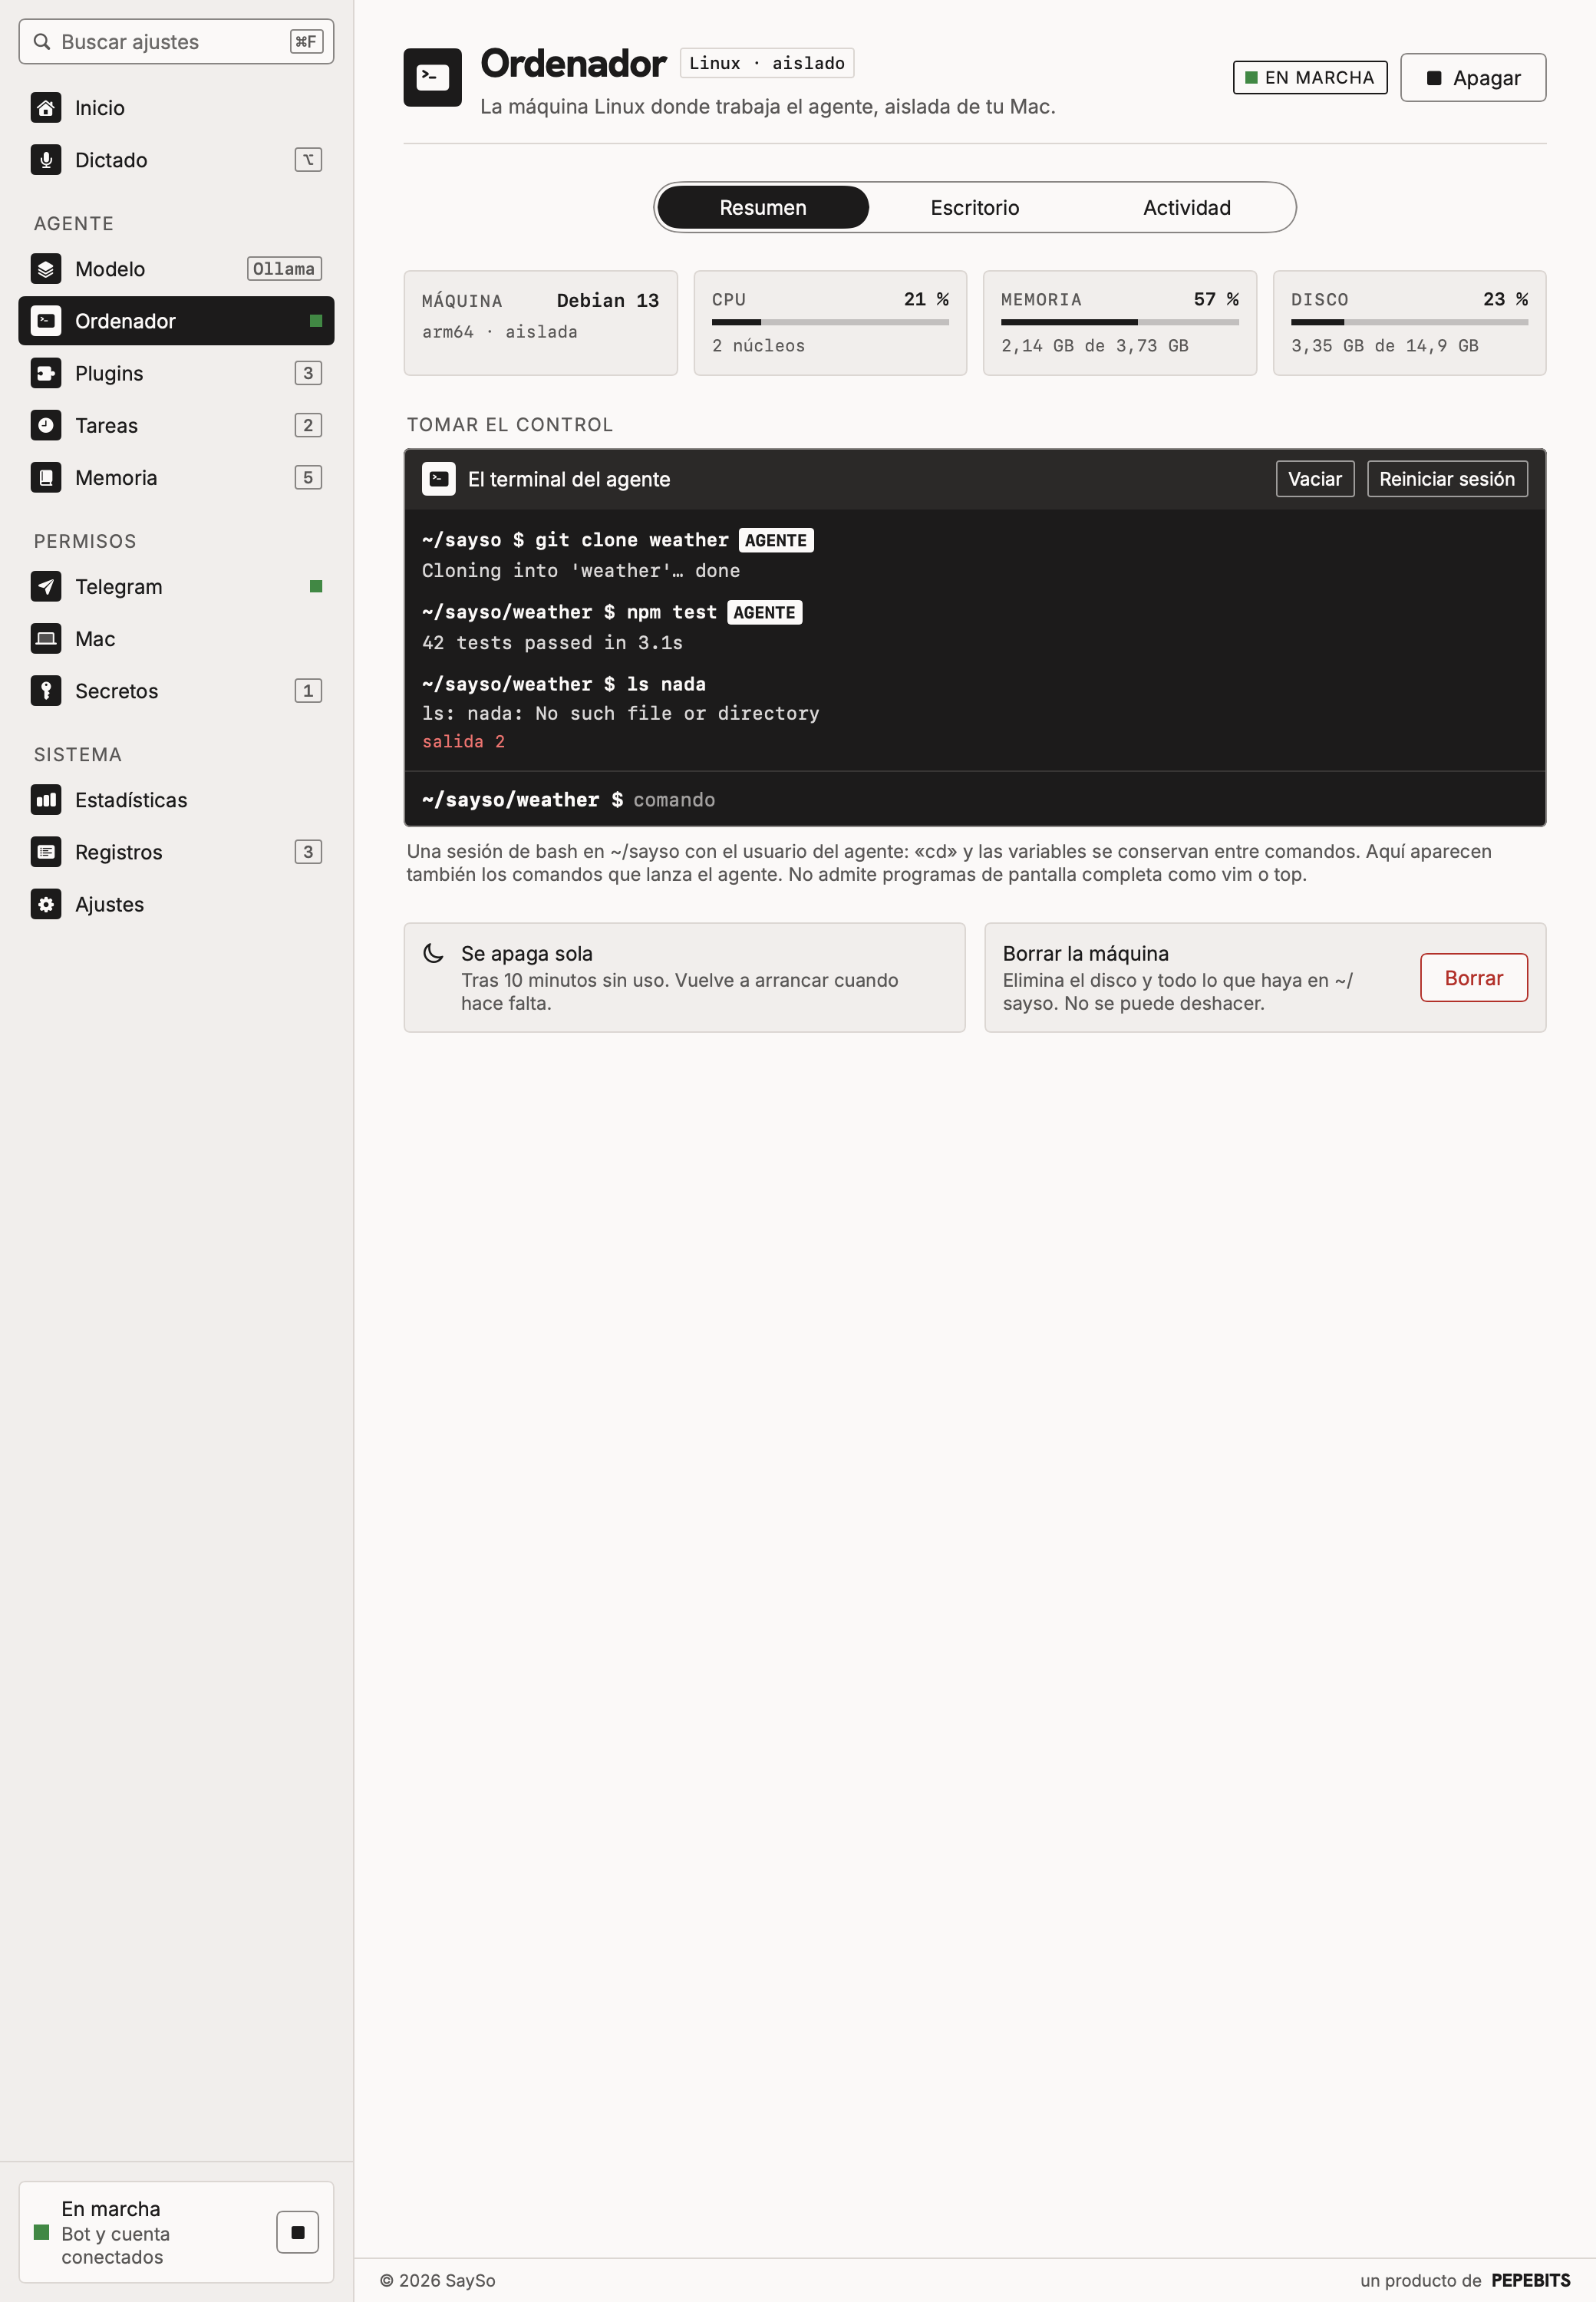 Buscar ajustes ⌘F
Inicio
Dictado ⌥
AGENTE
Modelo Ollama
Ordenador
Plugins 3
Tareas 2
Memoria 5
PERMISOS
Telegram
Mac
Secretos 1
SISTEMA
Estadísticas
Registros 3
Ajustes
En marcha
Bot y cuenta
conectados
Ordenador Linux · aislado
La máquina Linux donde trabaja el agente, aislada de tu Mac.
EN MARCHA
Apagar
Resumen Escritorio Actividad
MÁQUINA Debian 13
arm64 · aislada
CPU 21 %
2 núcleos
MEMORIA 57 %
2,14 GB de 3,73 GB
DISCO 23 %
3,35 GB de 14,9 GB
TOMAR EL CONTROL
El terminal del agente Vaciar Reiniciar sesión
~/sayso $ git clone weather AGENTE
Cloning into 'weather'… done
~/sayso/weather $ npm test AGENTE
42 tests passed in 3.1s
~/sayso/weather $ ls nada
ls: nada: No such file or directory
salida 2
~/sayso/weather $ comando
Una sesión de bash en ~/sayso con el usuario del agente: «cd» y las variables se conservan entre comandos. Aquí aparecen
también los comandos que lanza el agente. No admite programas de pantalla completa como vim o top.
Se apaga sola
Tras 10 minutos sin uso. Vuelve a arrancar cuando
hace falta.
Borrar la máquina
Elimina el disco y todo lo que haya en ~/
sayso. No se puede deshacer.
Borrar
© 2026 SaySo
un producto de PEPEBITS